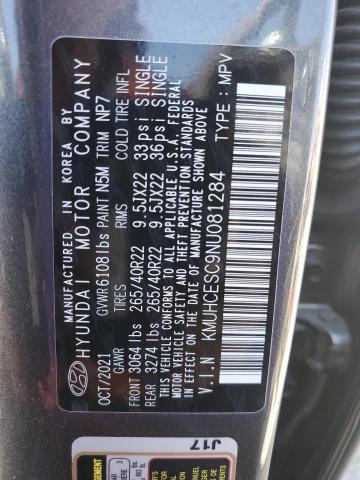 MANUFACTURED IN KOREA BY
HYUNDAI MOTOR COMPANY
OCT/2021 GVWR 6108 lbs PAINT N5M TRIM NP7
GAWR TIRES RIMS COLD TIRE INFL
FRONT 3064 lbs 265/40R22 9.5JX22 33psi SINGLE
REAR 3274 lbs 265/40R22 9.5JX22 36psi SINGLE
THIS VEHICLE CONFORMS TO ALL APPLICABLE U.S.A. FEDERAL
MOTOR VEHICLE SAFETY AND THEFT PREVENTION STANDARDS
IN EFFECT ON THE DATE OF MANUFACTURE SHOWN ABOVE
V.I.N KMUHCESC9NU081284 TYPE : MPV
J17